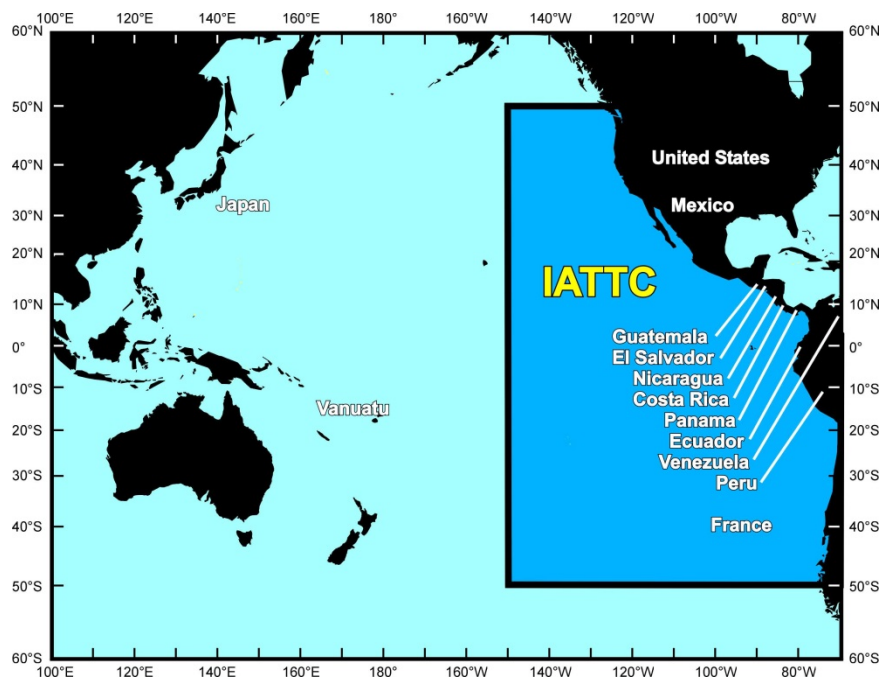 100°E 120°E 140°E 160°E 180° 160°W 140°W 120°W 100°W 80°W
60°N 60°N
50°N 50°N
40°N 40°N
United States
Japan
Mexico
30°N 30°N
20°N 20°N
IATTC
10°N 10°N
Guatemala
0° 0°
El Salvador
Nicaragua
10°S 10°S
Costa Rica
Vanuatu
Panama
20°S 20°S
Ecuador
Venezuela
30°S 30°S
Peru
France
40°S 40°S
50°S 50°S
60°S 60°S
100°E 120°E 140°E 160°E 180° 160°W 140°W 120°W 100°W 80°W